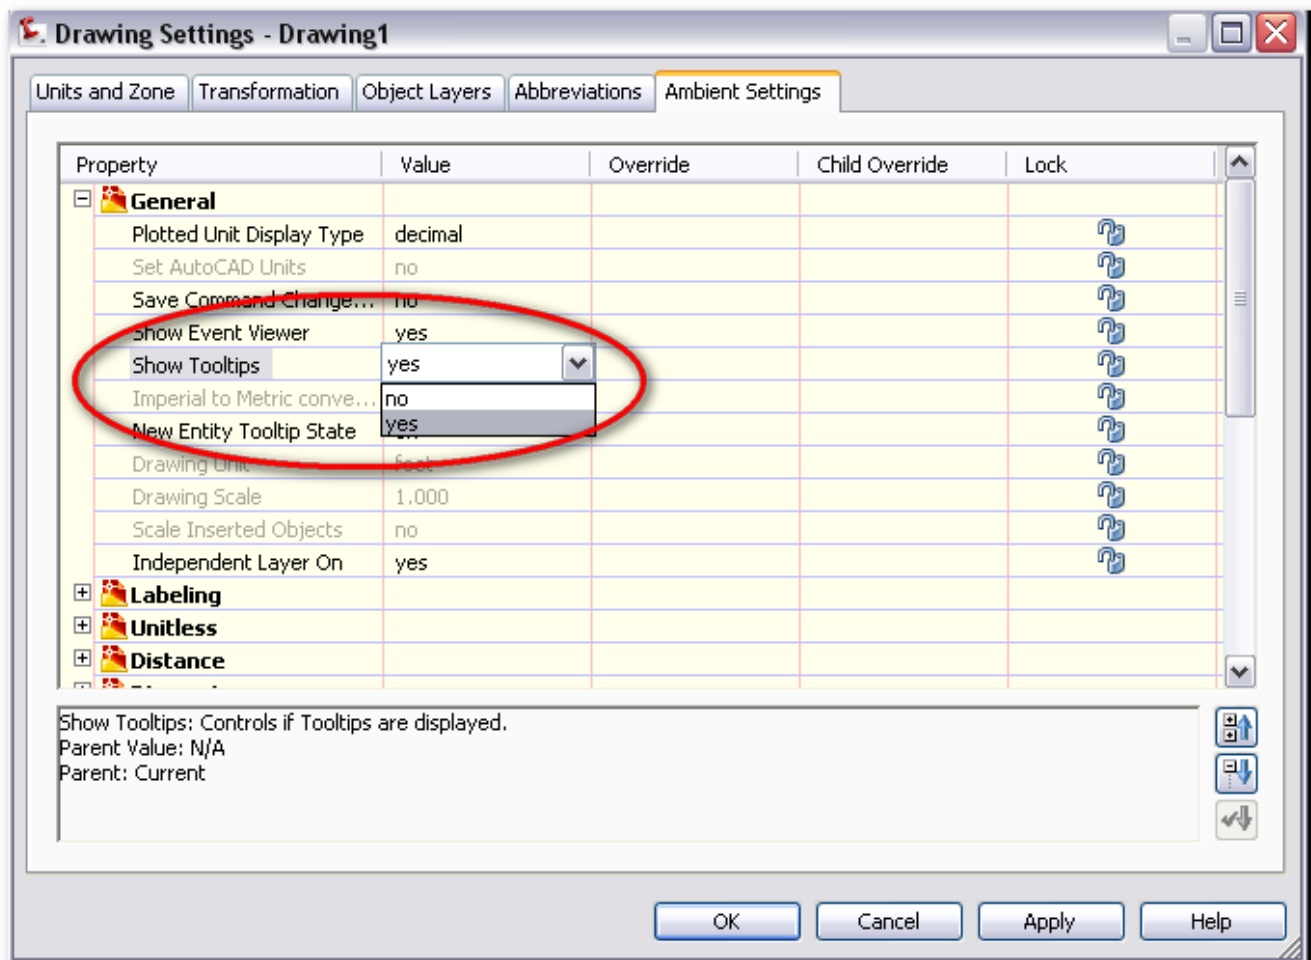 Drawing Settings - Drawing1
Units and Zone Transformation Object Layers Abbreviations Ambient Settings
Property Value Override Child Override Lock
General
Plotted Unit Display Type decimal
Set AutoCAD Units no
Save Command Change... no
Show Event Viewer yes
Show Tooltips yes
Imperial to Metric conve... no
New Entity Tooltip State yes
Drawing Unit foot
Drawing Scale 1.000
Scale Inserted Objects no
Independent Layer On yes
Labeling
Unitless
Distance
Show Tooltips: Controls if Tooltips are displayed.
Parent Value: N/A
Parent: Current
OK Cancel Apply Help